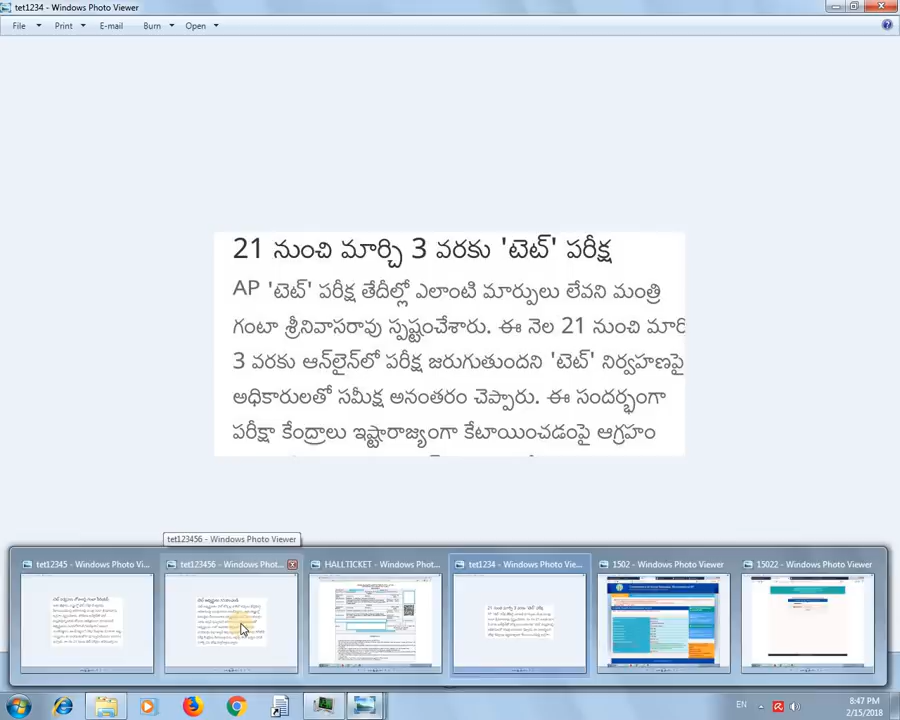 tet1234 - Windows Photo Viewer
File Print E-mail Burn Open
21 నుంచి మార్చి 3 వరకు 'టెట్' పరీక్ష
AP 'టెట్' పరీక్ష తేదీల్లో ఎలాంటి మార్పులు లేవని మంత్రి
గంటా శ్రీనివాసరావు స్పష్టంచేశారు. ఈ నెల 21 నుంచి మార్చి
3 వరకు ఆన్‌లైన్‌లో పరీక్ష జరుగుతుందని 'టెట్' నిర్వహణపై
అధికారులతో సమీక్ష అనంతరం చెప్పారు. ఈ సందర్భంగా
పరీక్షా కేంద్రాలు ఇష్టారాజ్యంగా కేటాయించడంపై ఆగ్రహం
tet123456 - Windows Photo Viewer
tet12345 - Windows Photo Vi... tet123456 - Windows Phot... HALLTICKET - Windows Phot... tet1234 - Windows Photo Vie... 1502 - Windows Photo Viewer 15022 - Windows Photo Viewer
EN
8:47 PM
2/15/2018